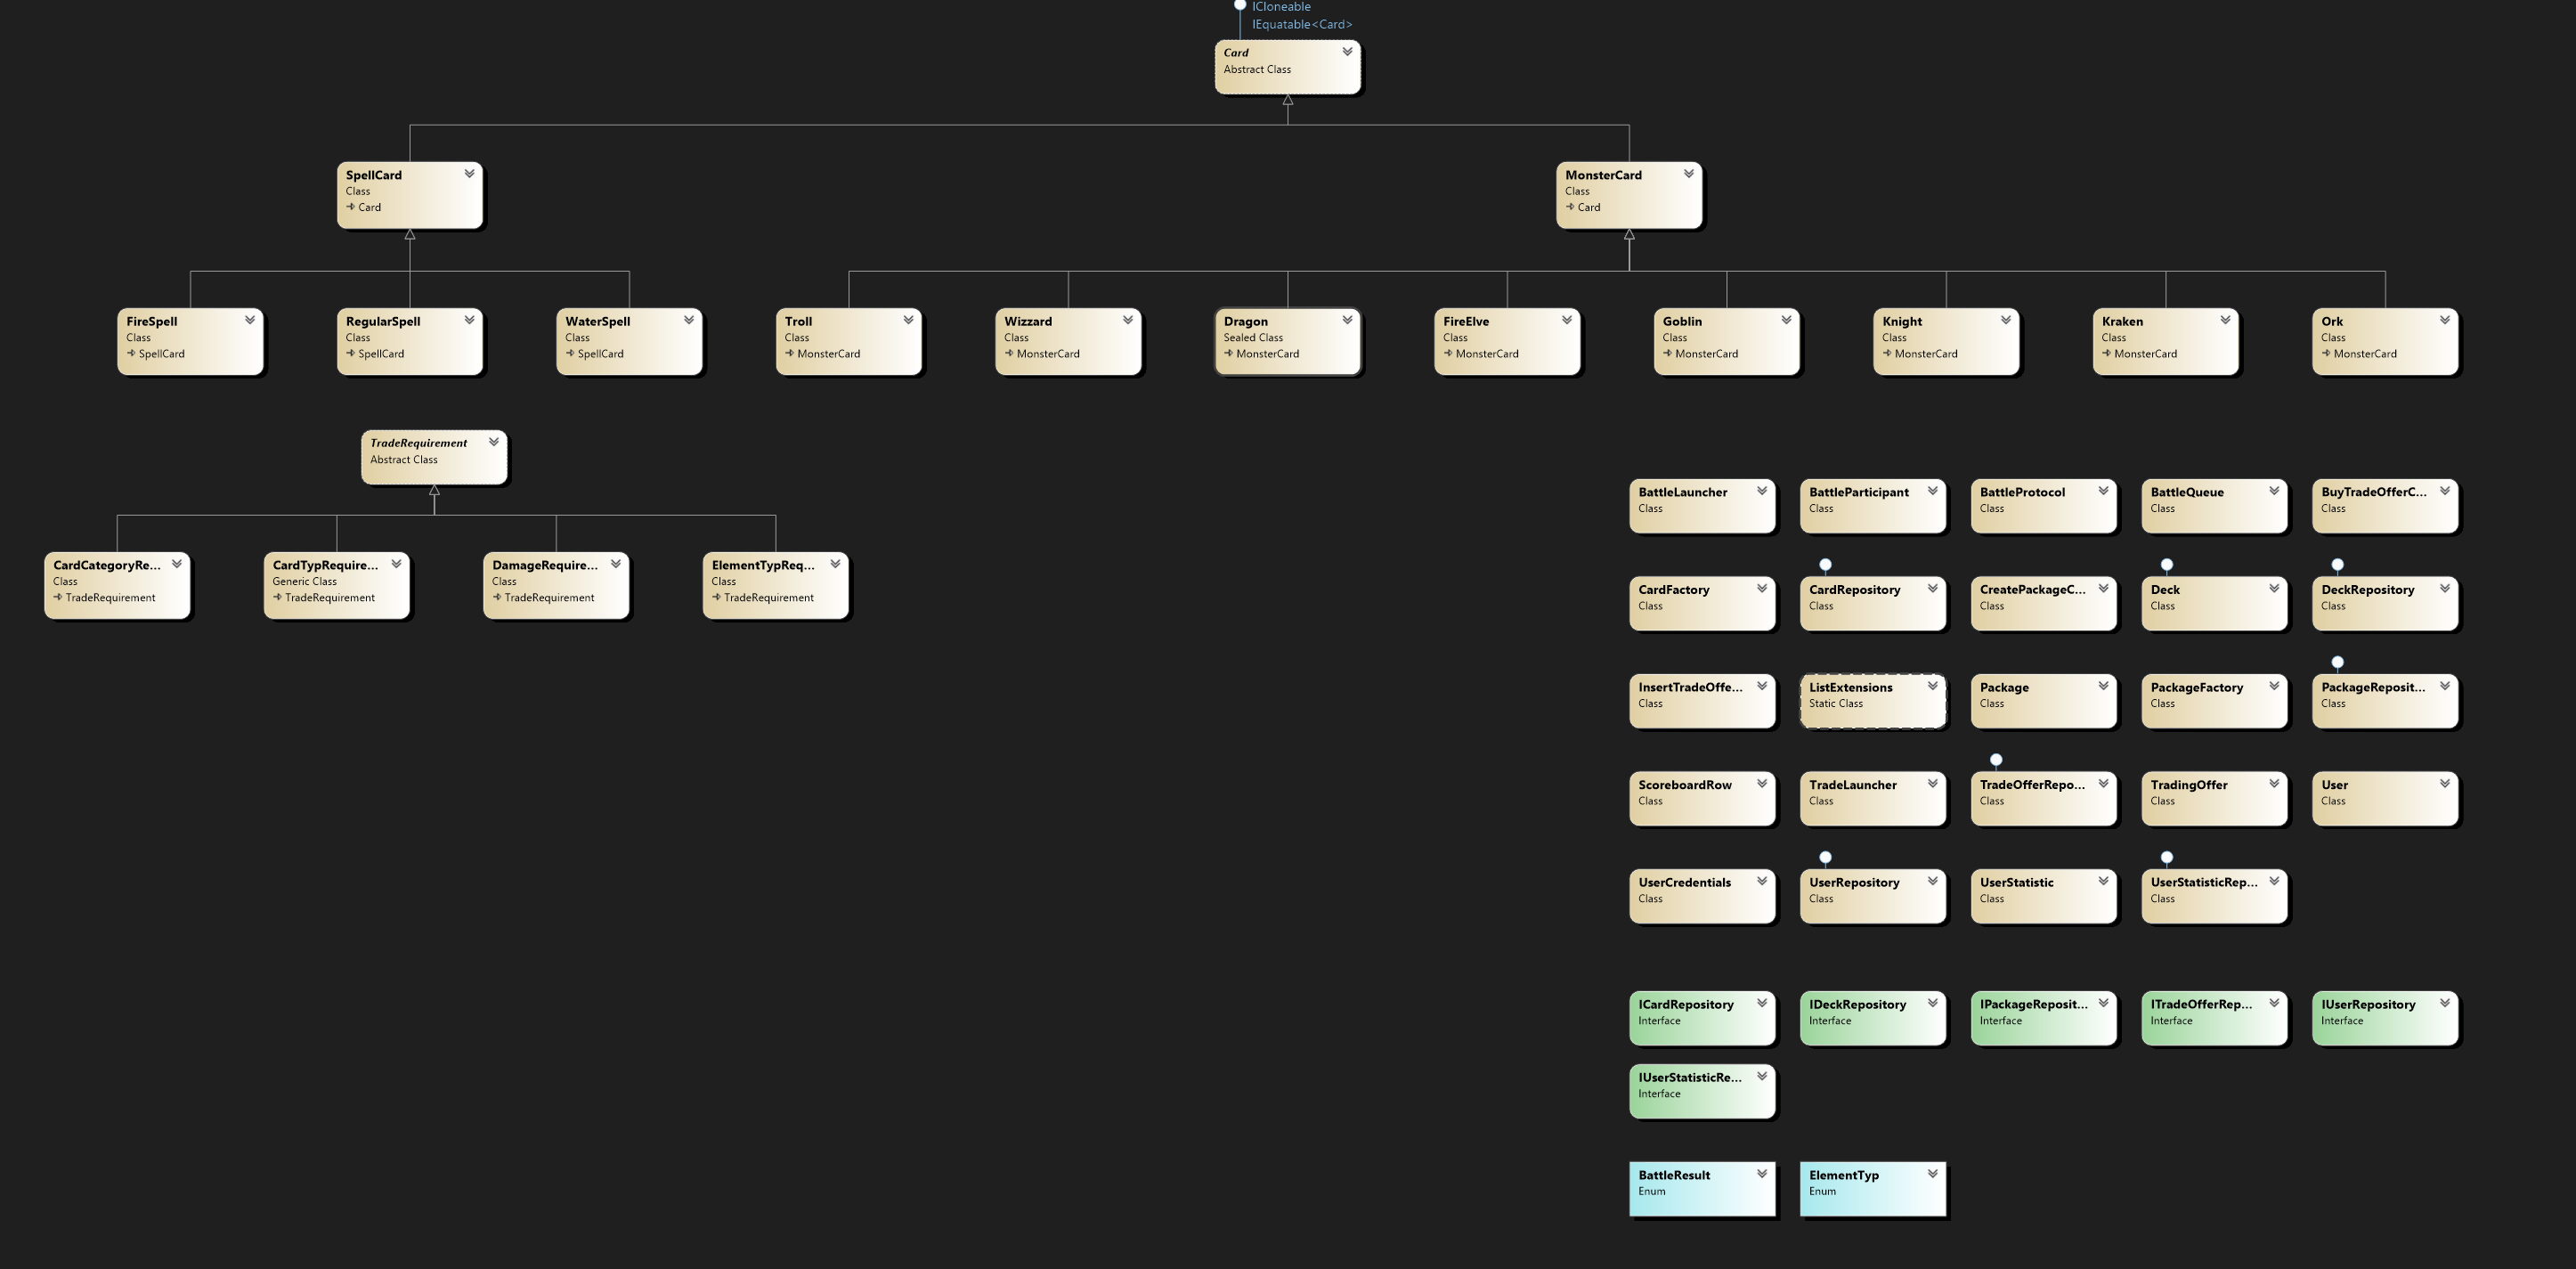 ICloneable
IEquatable<Card>
Card
Abstract Class
SpellCard
Class
Card
MonsterCard
Class
Card
FireSpell
Class
SpellCard
RegularSpell
Class
SpellCard
WaterSpell
Class
SpellCard
Troll
Class
MonsterCard
Wizzard
Class
MonsterCard
Dragon
Sealed Class
MonsterCard
FireElve
Class
MonsterCard
Goblin
Class
MonsterCard
Knight
Class
MonsterCard
Kraken
Class
MonsterCard
Ork
Class
MonsterCard
TradeRequirement
Abstract Class
CardCategoryRe...
Class
TradeRequirement
CardTypRequire...
Generic Class
TradeRequirement
DamageRequire...
Class
TradeRequirement
ElementTypReq...
Class
TradeRequirement
BattleLauncher
Class
BattleParticipant
Class
BattleProtocol
Class
BattleQueue
Class
BuyTradeOfferC...
Class
CardFactory
Class
CardRepository
Class
CreatePackageC...
Class
Deck
Class
DeckRepository
Class
InsertTradeOffe...
Class
ListExtensions
Static Class
Package
Class
PackageFactory
Class
PackageReposit...
Class
ScoreboardRow
Class
TradeLauncher
Class
TradeOfferRepo...
Class
TradingOffer
Class
User
Class
UserCredentials
Class
UserRepository
Class
UserStatistic
Class
UserStatisticRep...
Class
ICardRepository
Interface
IDeckRepository
Interface
IPackageReposit...
Interface
ITradeOfferRep...
Interface
IUserRepository
Interface
IUserStatisticRe...
Interface
BattleResult
Enum
ElementTyp
Enum